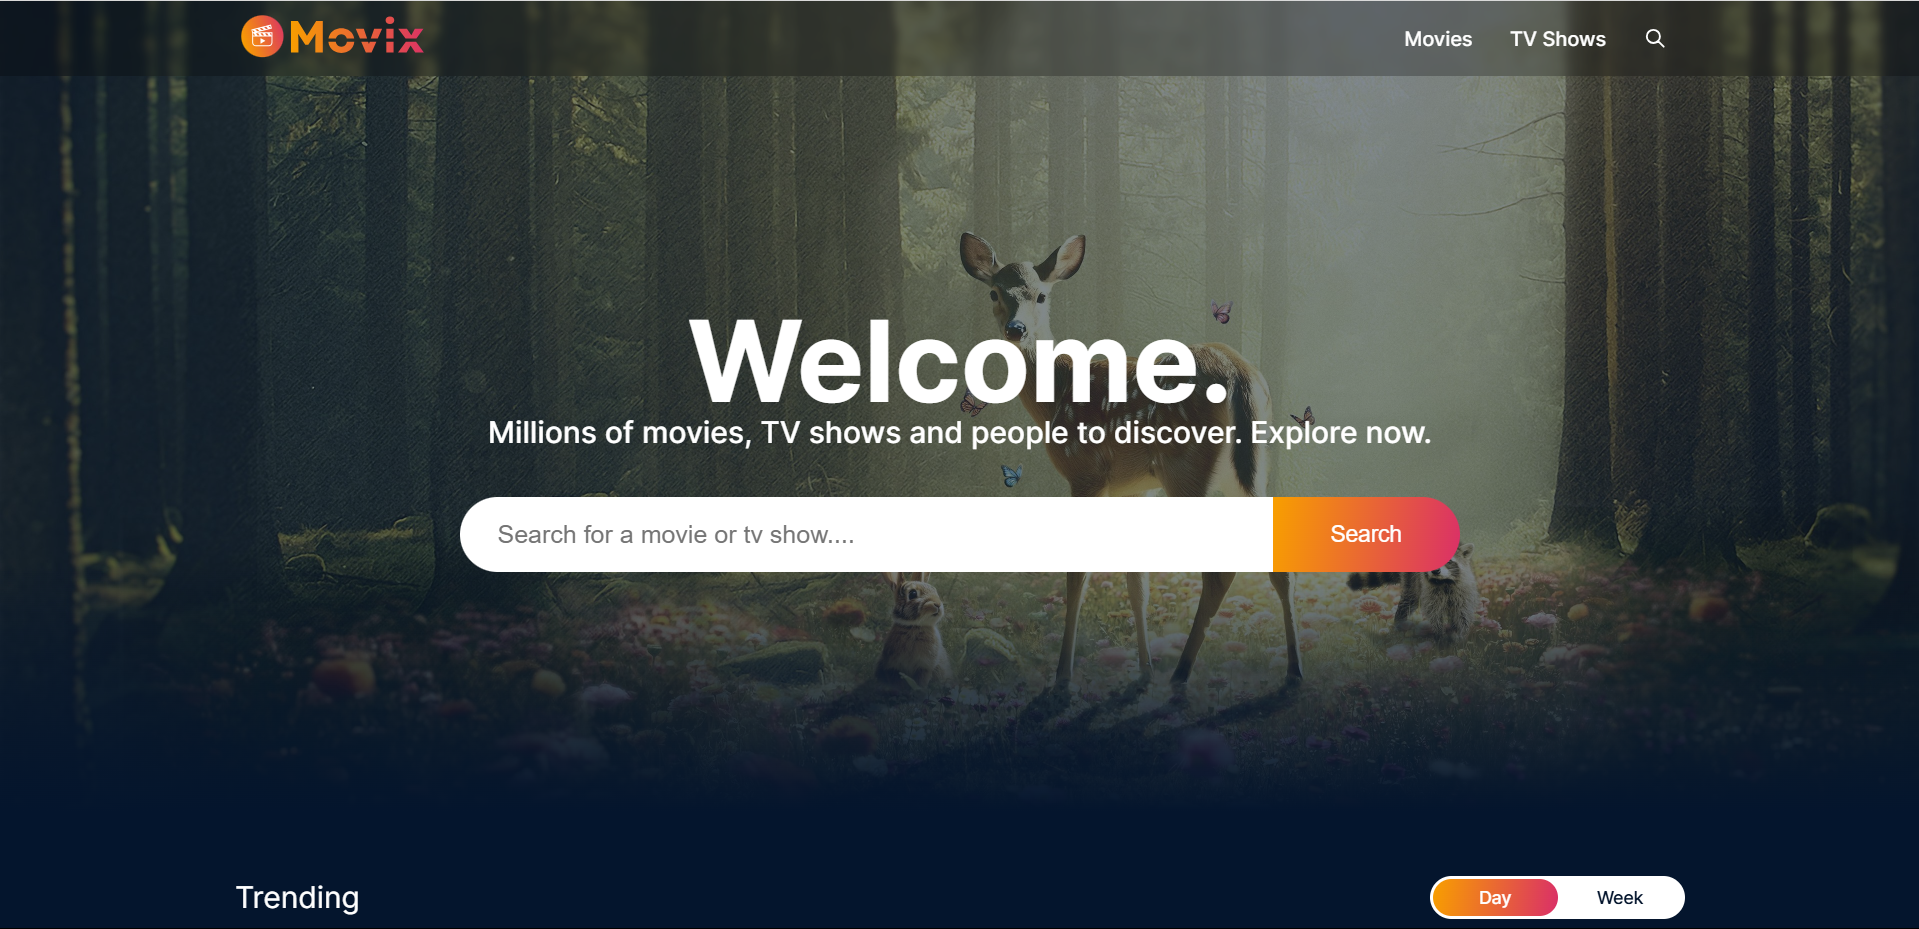 Movix
Movies
TV Shows
Welcome.
Millions of movies, TV shows and people to discover. Explore now.
Search for a movie or tv show....
Search
Trending
Day
Week